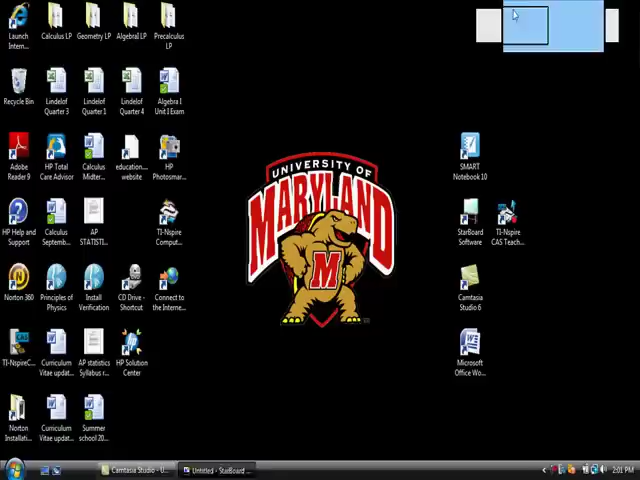 Launch
Intern...
Calculus LP
Geometry LP
Algebra I LP
Precalculus
LP
Recycle Bin
Lindelof
Quarter 3
Lindelof
Quarter 1
Lindelof
Quarter 4
Algebra I
Unit I Exam
Adobe
Reader 9
HP Total
Care Advisor
Calculus
Midter...
education...
website
HP
Photosmar...
SMART
Notebook 10
HP Help and
Support
Calculus
Septemb...
AP
STATISTI...
TI-Nspire
Comput...
StarBoard
Software
TI-Nspire
CAS Teach...
UNIVERSITY OF
MARYLAND
M
Norton 360
Principles of
Physics
Install
Verification
CD Drive -
Shortcut
Connect to
the Interne...
Camtasia
Studio 6
TI-NspireC...
Curriculum
Vitae updat...
AP statistics
Syllabus r...
HP Solution
Center
Microsoft
Office Wo...
Norton
Installati...
Curriculum
Vitae updat...
Summer
school 20...
Camtasia Studio - U...
Untitled - StarBoard ...
2:01 PM